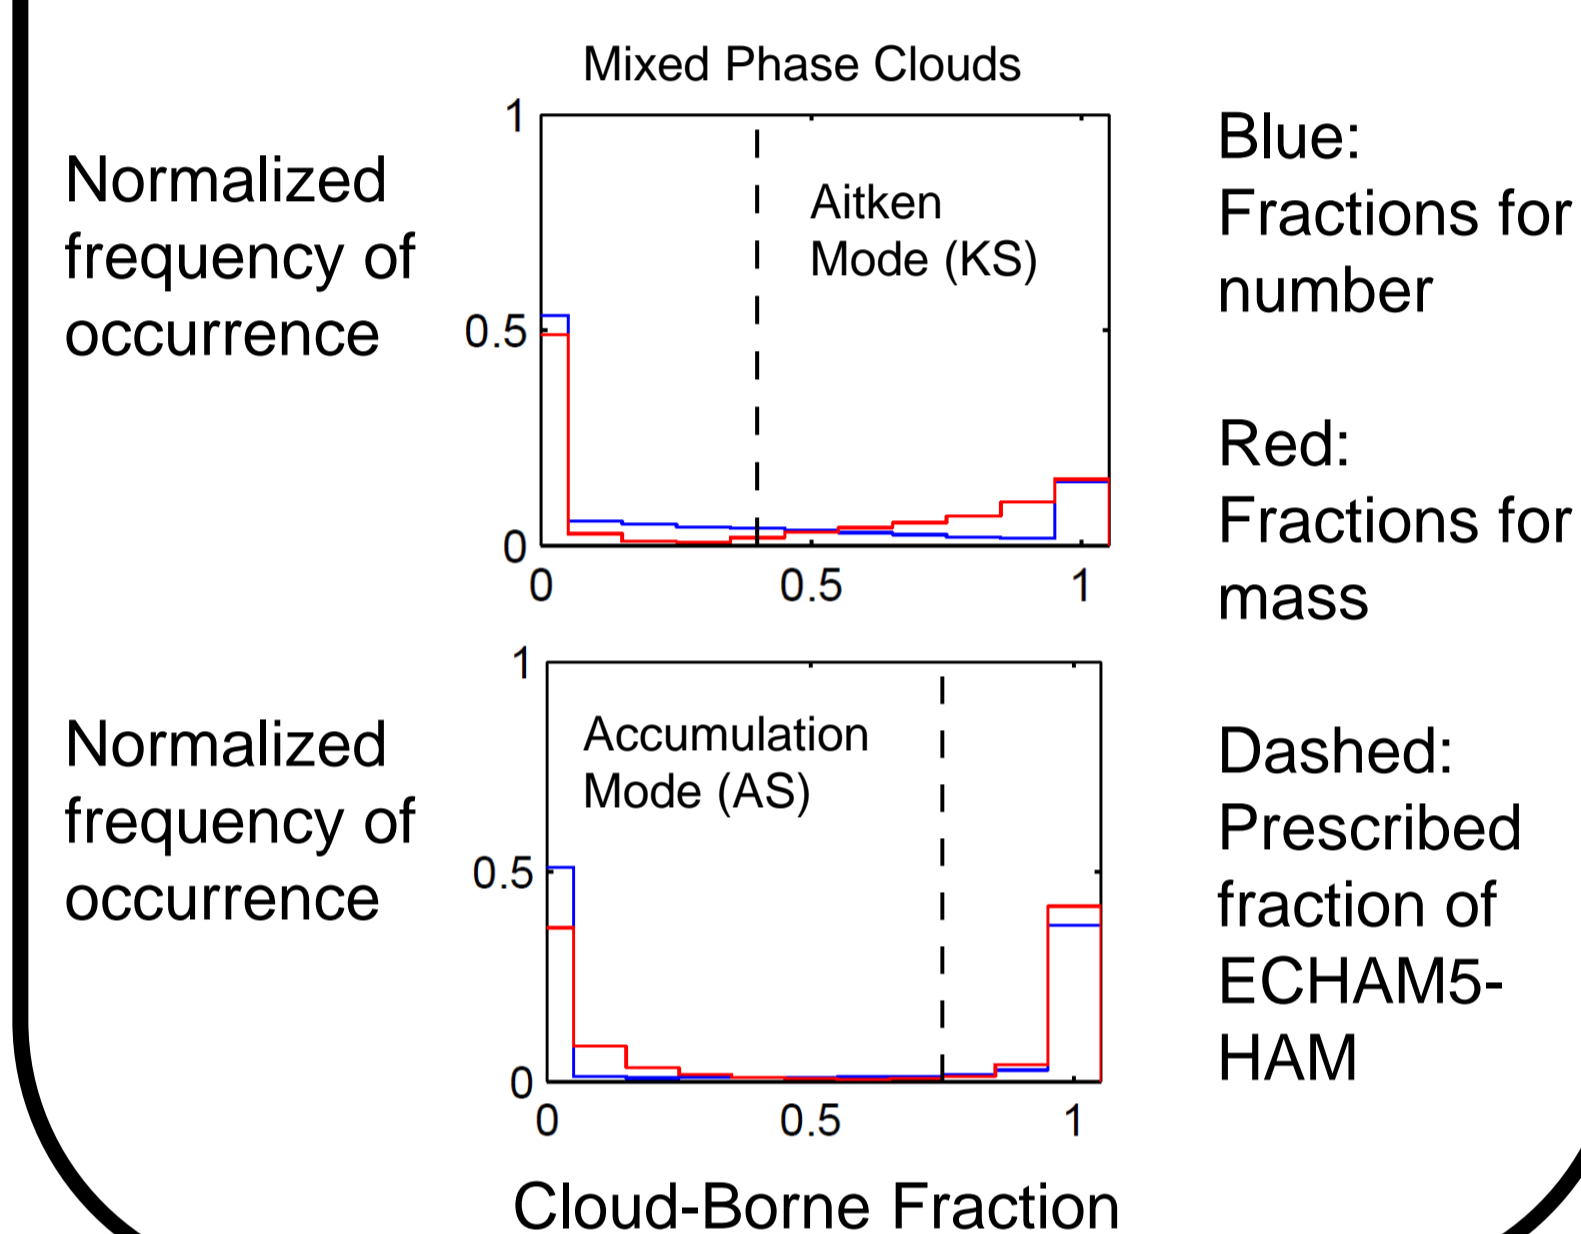 Mixed Phase Clouds
Normalized
frequency of
occurrence
1
0.5
0
Aitken
Mode (KS)
0
0.5
1
Blue:
Fractions for
number
Red:
Fractions for
mass
Normalized
frequency of
occurrence
1
0.5
0
Accumulation
Mode (AS)
0
0.5
1
Cloud-Borne Fraction
Dashed:
Prescribed
fraction of
ECHAM5-
HAM